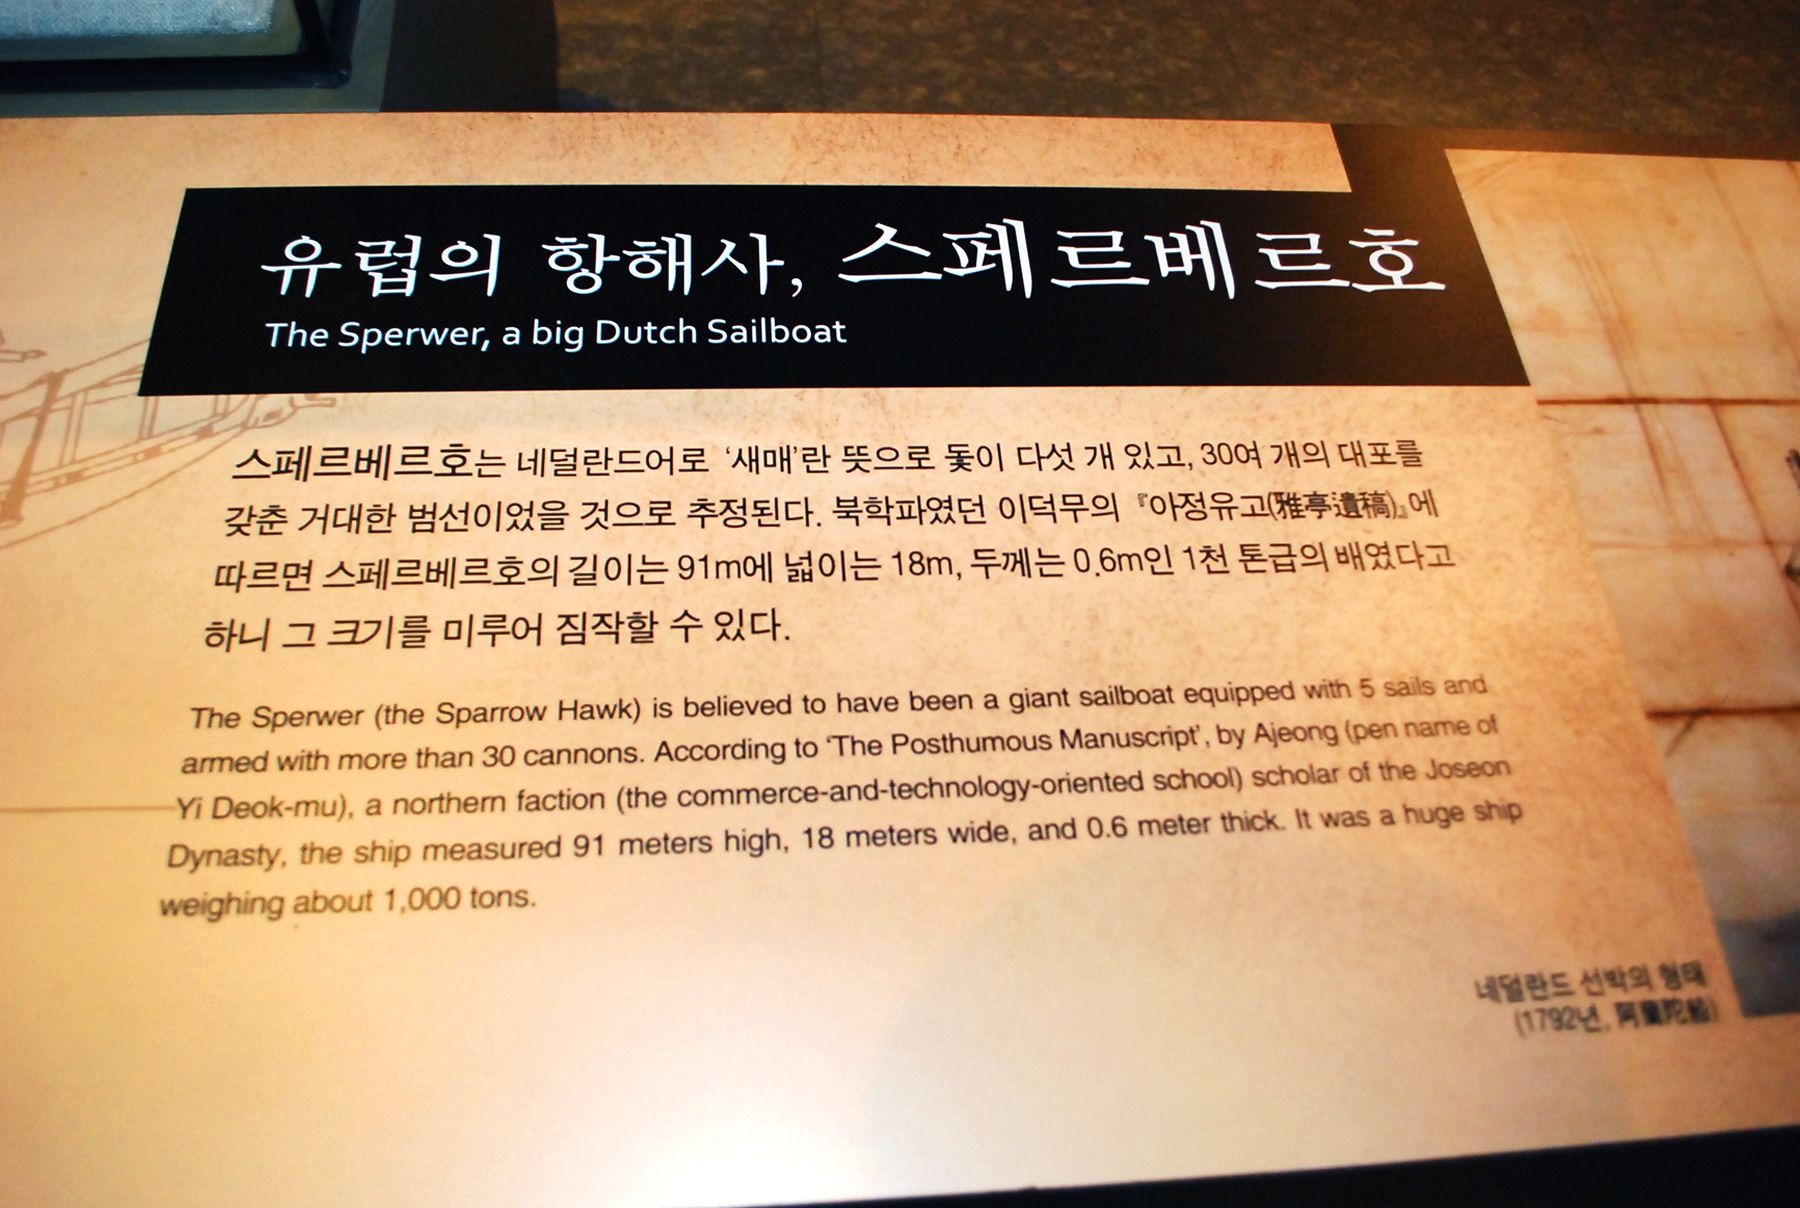 유럽의 항해사, 스페르베르호
The Sperwer, a big Dutch Sailboat
스페르베르호는 네덜란드어로 '새매'란 뜻으로 돛이 다섯 개 있고, 30여 개의 대포를
갖춘 거대한 범선이었을 것으로 추정된다. 북학파였던 이덕무의 『아정유고(雅亭遺稿)』에
따르면 스페르베르호의 길이는 91m에 넓이는 18m, 두께는 0.6m인 1천 톤급의 배였다고
하니 그 크기를 미루어 짐작할 수 있다.
The Sperwer (the Sparrow Hawk) is believed to have been a giant sailboat equipped with 5 sails and
armed with more than 30 cannons. According to 'The Posthumous Manuscript', by Ajeong (pen name of
Yi Deok-mu), a northern faction (the commerce-and-technology-oriented school) scholar of the Joseon
Dynasty, the ship measured 91 meters high, 18 meters wide, and 0.6 meter thick. It was a huge ship
weighing about 1,000 tons.
네덜란드 선박의 형태
(1792년, 阿蘭陀船)